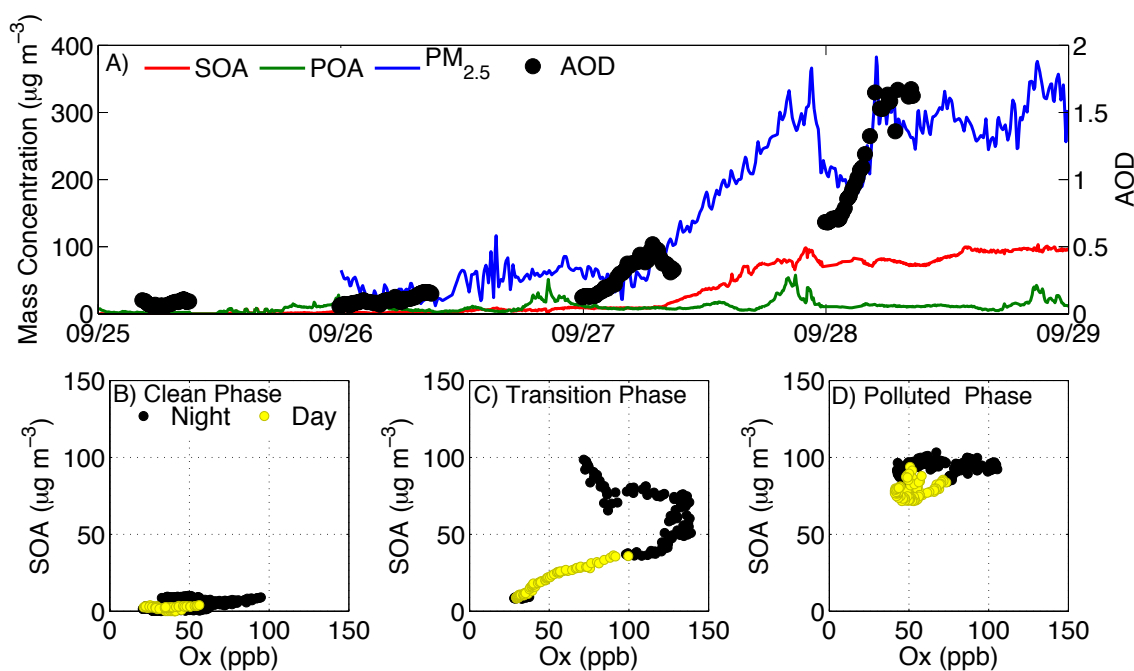 A) SOA POA PM2.5 AOD
Mass Concentration (μg m−3)
400
300
200
100
0
2
1.5
1
0.5
0
AOD
09/25 09/26 09/27 09/28 09/29
B) Clean Phase
Night Day
SOA (μg m−3)
150
100
50
0
0 50 100 150
Ox (ppb)
C) Transition Phase
SOA (μg m−3)
150
100
50
0
0 50 100 150
Ox (ppb)
D) Polluted Phase
SOA (μg m−3)
150
100
50
0
0 50 100 150
Ox (ppb)